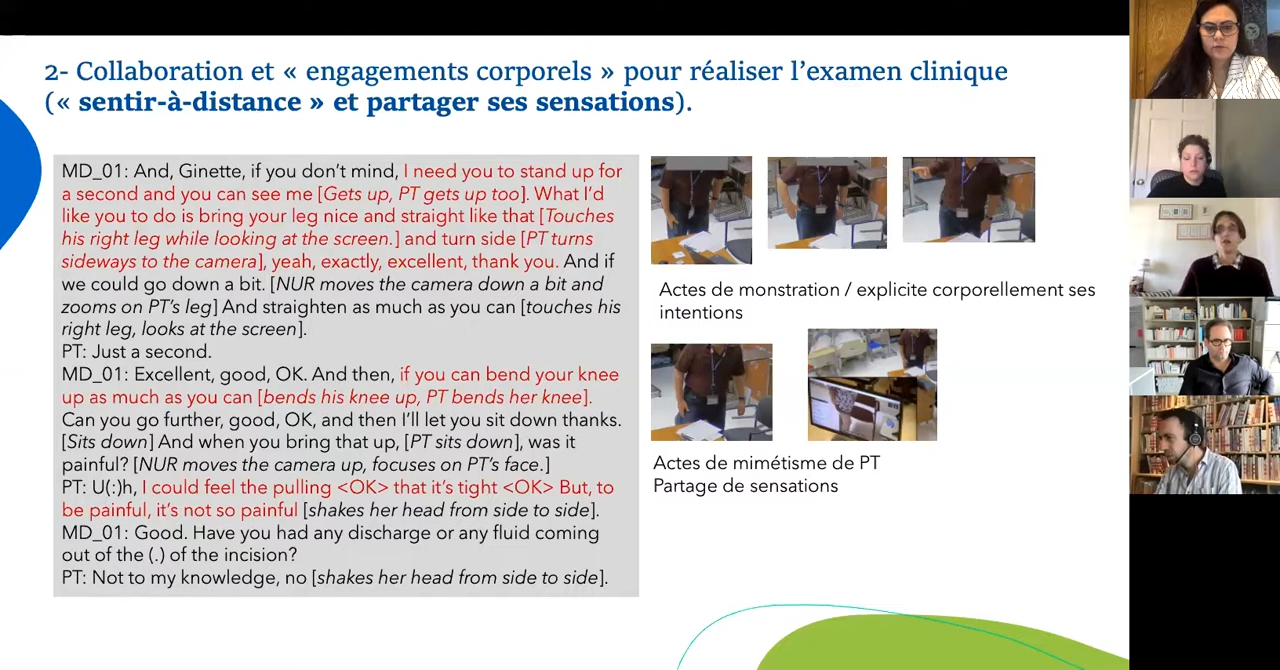 2- Collaboration et « engagements corporels » pour réaliser l’examen clinique
(« sentir-à-distance » et partager ses sensations).
MD_01: And, Ginette, if you don’t mind, I need you to stand up for
a second and you can see me [Gets up, PT gets up too]. What I’d
like you to do is bring your leg nice and straight like that [Touches
his right leg while looking at the screen.] and turn side [PT turns
sideways to the camera], yeah, exactly, excellent, thank you. And if
we could go down a bit. [NUR moves the camera down a bit and
zooms on PT’s leg] And straighten as much as you can [touches his
right leg, looks at the screen].
PT: Just a second.
MD_01: Excellent, good, OK. And then, if you can bend your knee
up as much as you can [bends his knee up, PT bends her knee].
Can you go further, good, OK, and then I’ll let you sit down thanks.
[Sits down] And when you bring that up, [PT sits down], was it
painful? [NUR moves the camera up, focuses on PT’s face.]
PT: U(:)h, I could feel the pulling <OK> that it’s tight <OK> But, to
be painful, it’s not so painful [shakes her head from side to side].
MD_01: Good. Have you had any discharge or any fluid coming
out of the (.) of the incision?
PT: Not to my knowledge, no [shakes her head from side to side].
Actes de monstration / explicite corporellement ses
intentions
Actes de mimétisme de PT
Partage de sensations